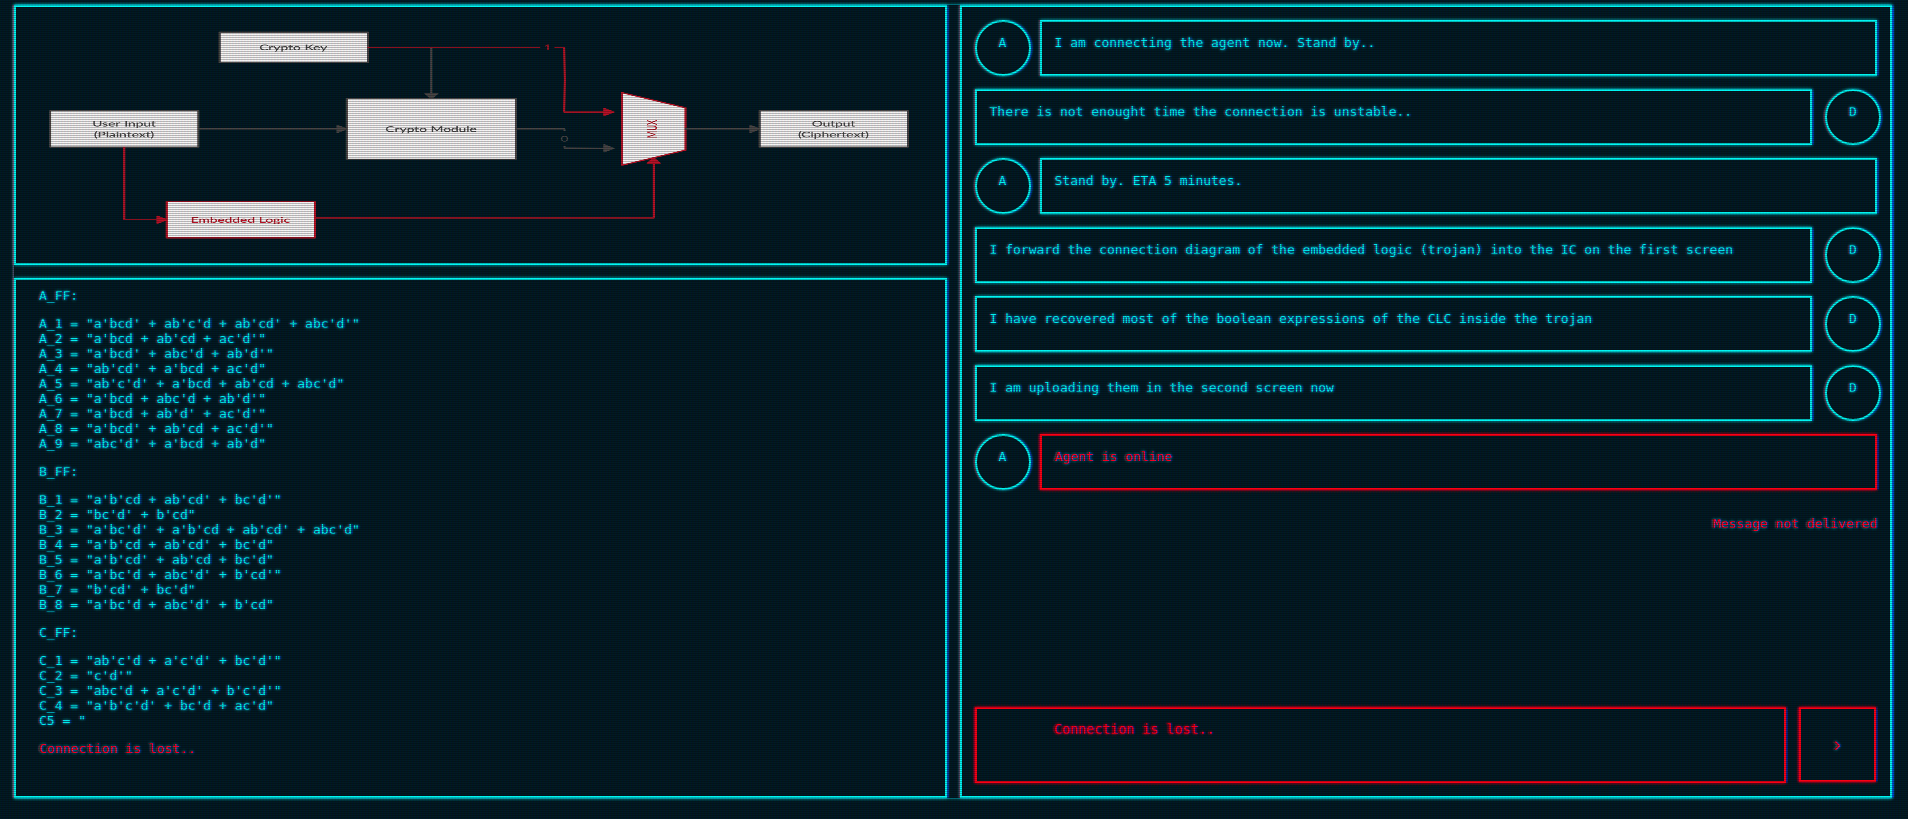 Crypto Key
1
User Input
(Plaintext)
Crypto Module
0
MUX
Output
(Ciphertext)
Embedded Logic
A_FF:
A_1 = "a'bcd' + ab'c'd + ab'cd' + abc'd'"
A_2 = "a'bcd + ab'cd + ac'd'"
A_3 = "a'bcd' + abc'd + ab'd'"
A_4 = "ab'cd' + a'bcd + ac'd"
A_5 = "ab'c'd' + a'bcd + ab'cd + abc'd"
A_6 = "a'bcd + abc'd + ab'd'"
A_7 = "a'bcd + ab'd' + ac'd'"
A_8 = "a'bcd' + ab'cd + ac'd'"
A_9 = "abc'd' + a'bcd + ab'd"
B_FF:
B_1 = "a'b'cd + ab'cd' + bc'd'"
B_2 = "bc'd' + b'cd"
B_3 = "a'bc'd' + a'b'cd + ab'cd' + abc'd"
B_4 = "a'b'cd + ab'cd' + bc'd"
B_5 = "a'b'cd' + ab'cd + bc'd"
B_6 = "a'bc'd + abc'd' + b'cd'"
B_7 = "b'cd' + bc'd"
B_8 = "a'bc'd + abc'd' + b'cd"
C_FF:
C_1 = "ab'c'd + a'c'd' + bc'd'"
C_2 = "c'd'"
C_3 = "abc'd + a'c'd' + b'c'd'"
C_4 = "a'b'c'd' + bc'd + ac'd"
C5 = "
Connection is lost..
A
I am connecting the agent now. Stand by..
There is not enought time the connection is unstable..
D
A
Stand by. ETA 5 minutes.
I forward the connection diagram of the embedded logic (trojan) into the IC on the first screen
D
I have recovered most of the boolean expressions of the CLC inside the trojan
D
I am uploading them in the second screen now
D
A
Agent is online
Message not delivered
Connection is lost..
›